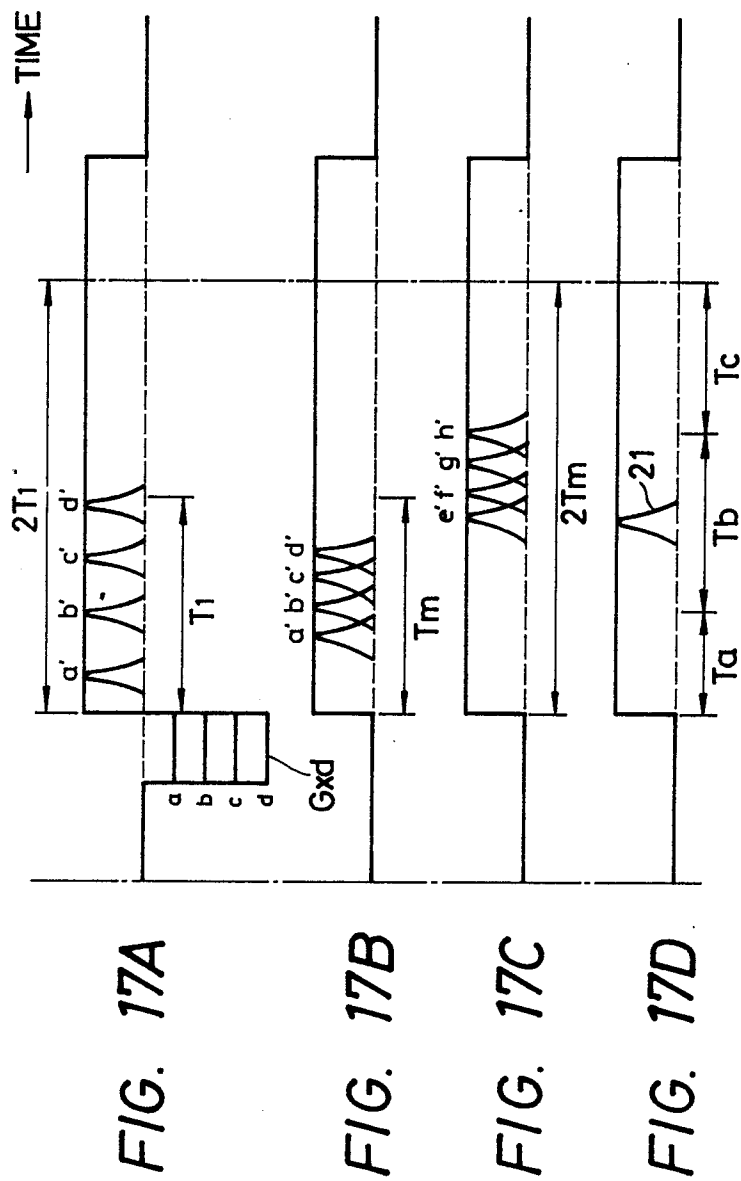 → TIME
FIG. 17A
2T1
a' b' c' d'
T1
a
b
c
d
Gxd
FIG. 17B
a' b' c' d'
Tm
FIG. 17C
e' f' g' h'
2Tm
FIG. 17D
21
Ta Tb Tc